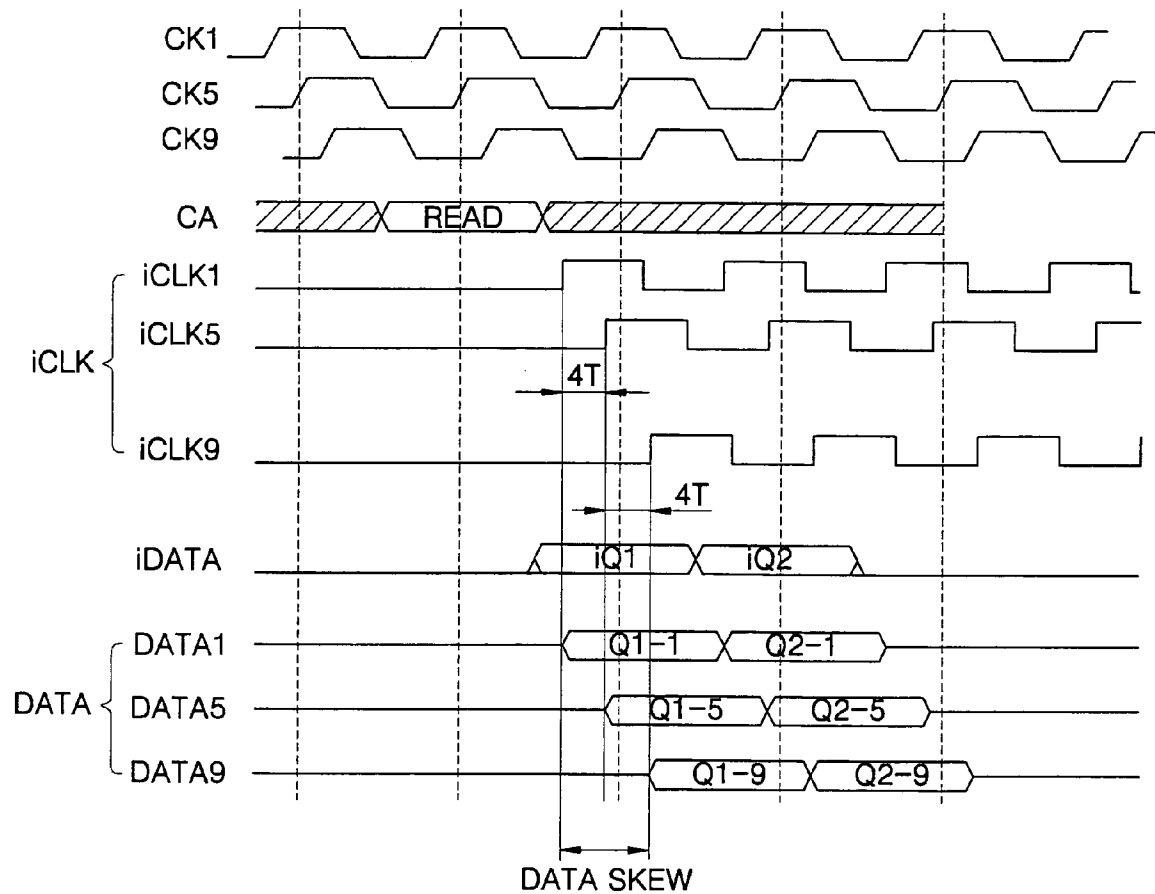 CK1
CK5
CK9
CA READ
iCLK1
iCLK5
iCLK
4T
iCLK9
4T
iDATA iQ1 iQ2
DATA1 Q1-1 Q2-1
DATA DATA5 Q1-5 Q2-5
DATA9 Q1-9 Q2-9
DATA SKEW